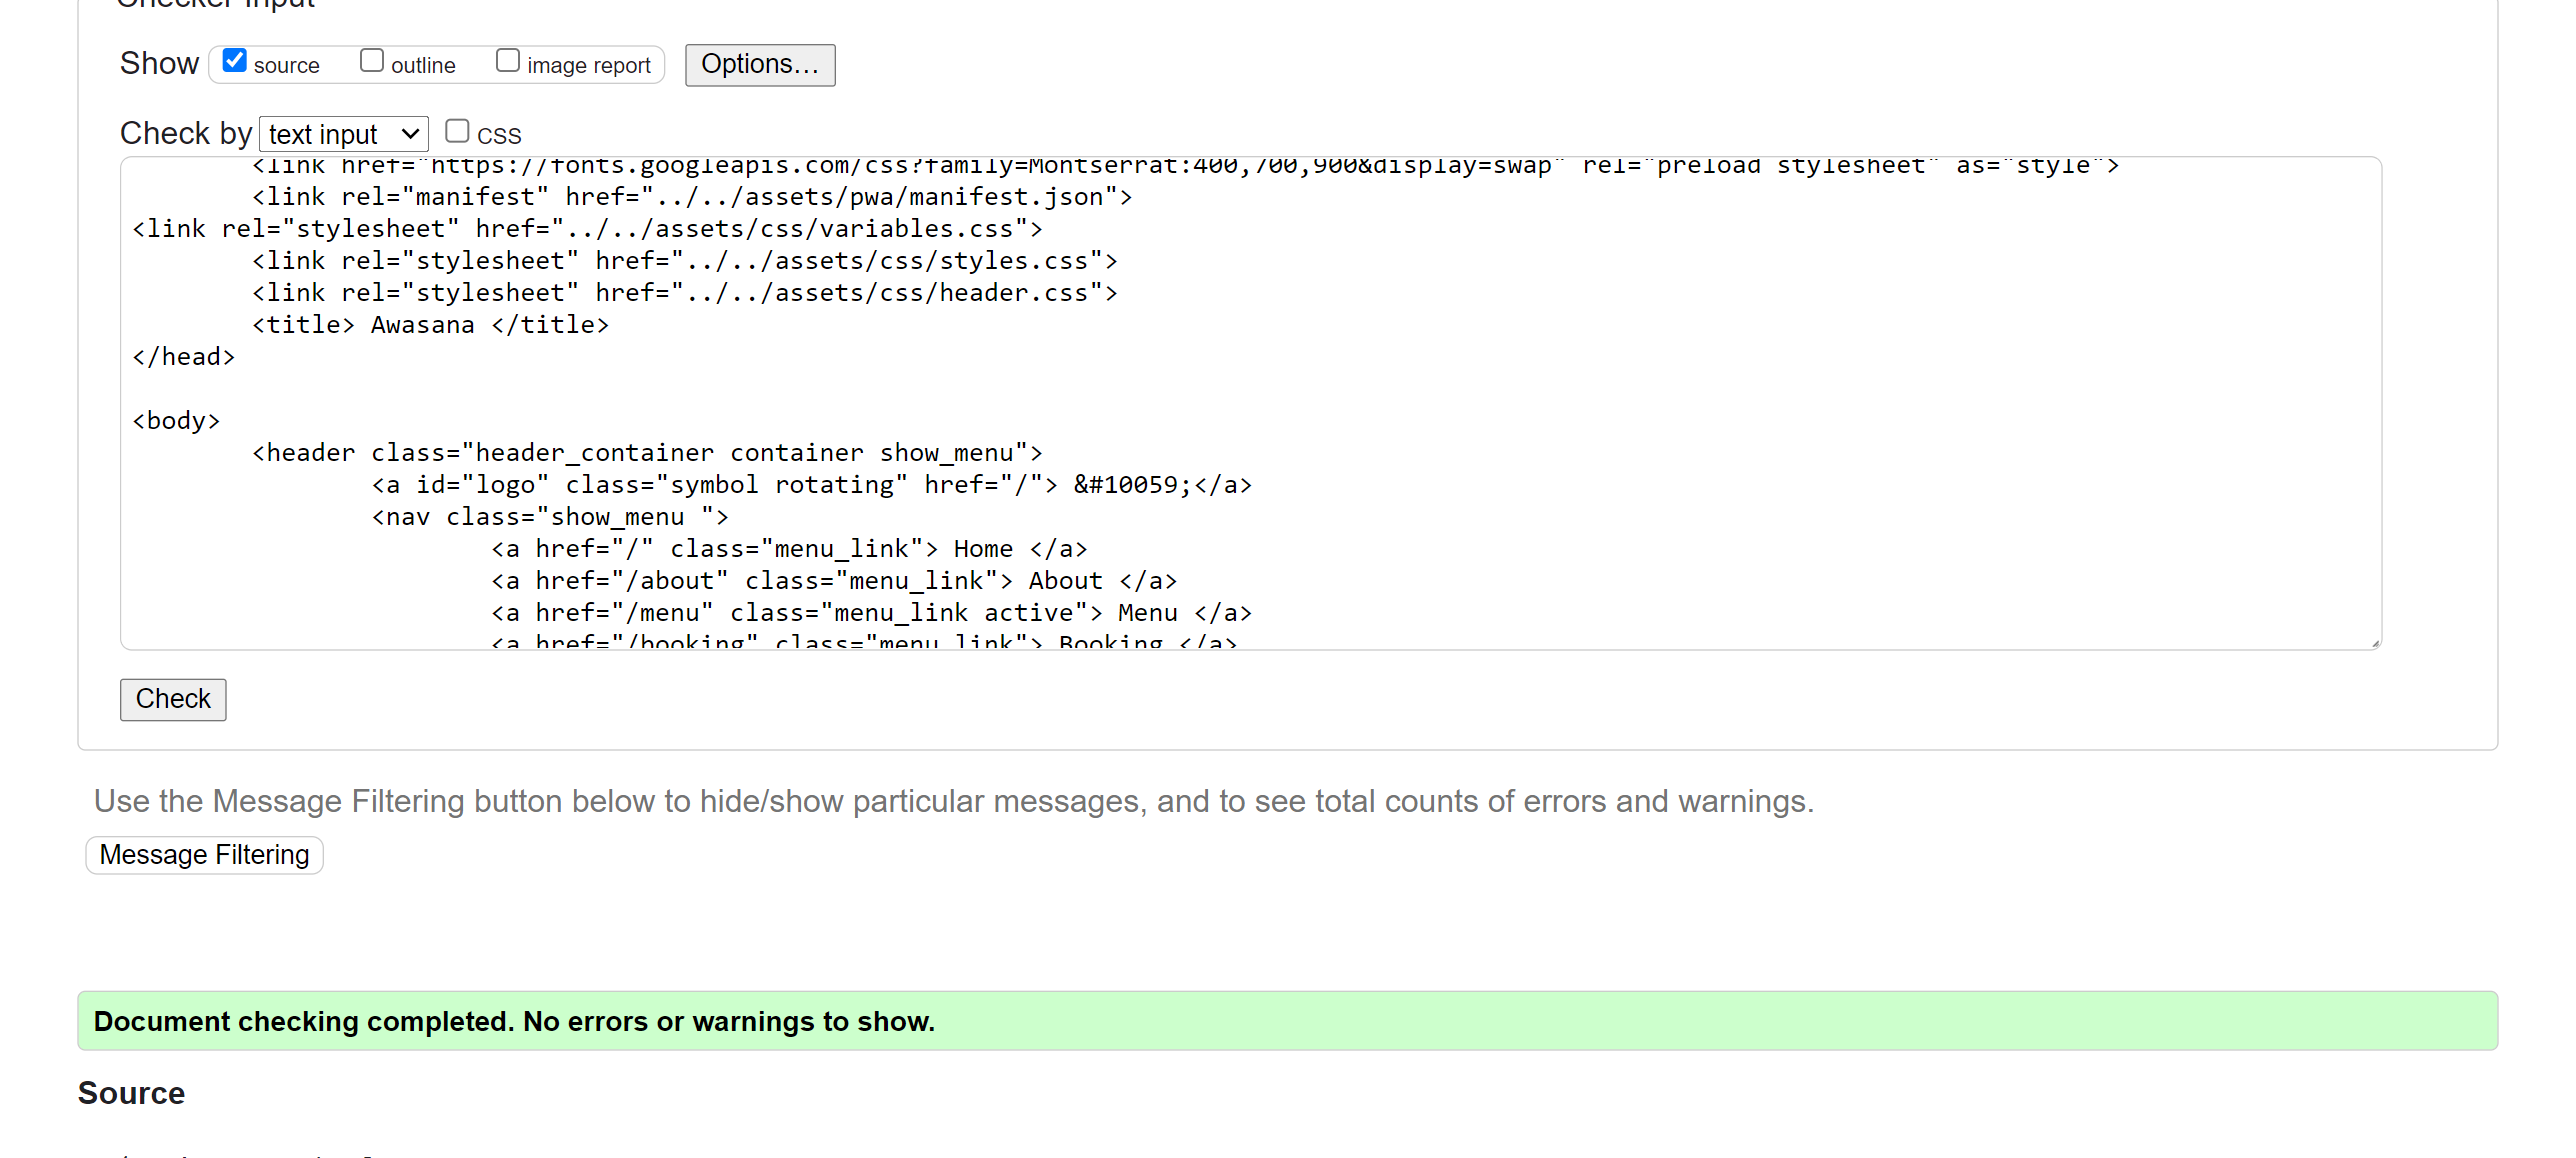 Checker Input
Show source outline image report Options...
Check by text input CSS
<link href="https://fonts.googleapis.com/css?family=Montserrat:400,700,900&display=swap" rel="preload stylesheet" as="style">
<link rel="manifest" href="../../assets/pwa/manifest.json">
<link rel="stylesheet" href="../../assets/css/variables.css">
<link rel="stylesheet" href="../../assets/css/styles.css">
<link rel="stylesheet" href="../../assets/css/header.css">
<title> Awasana </title>
</head>
<body>
<header class="header_container container show_menu">
<a id="logo" class="symbol rotating" href="/"> &#10059;</a>
<nav class="show_menu ">
<a href="/" class="menu_link"> Home </a>
<a href="/about" class="menu_link"> About </a>
<a href="/menu" class="menu_link active"> Menu </a>
<a href="/booking" class="menu_link"> Booking </a>
Check
Use the Message Filtering button below to hide/show particular messages, and to see total counts of errors and warnings.
Message Filtering
Document checking completed. No errors or warnings to show.
Source